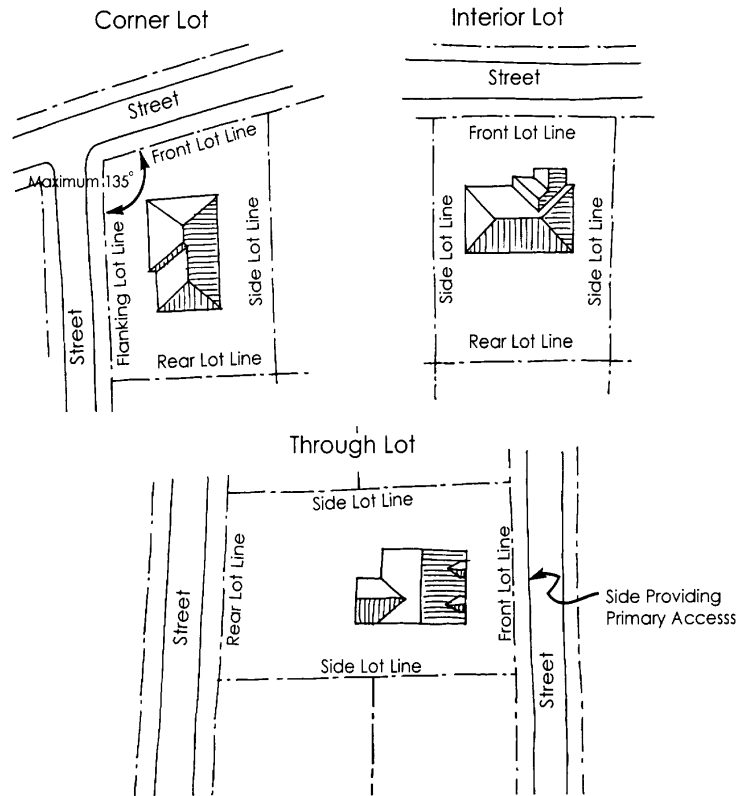 Corner Lot
Street
Front Lot Line
Maximum 135°
Flanking Lot Line
Side Lot Line
Street
Rear Lot Line
Interior Lot
Street
Front Lot Line
Side Lot Line
Side Lot Line
Rear Lot Line
Through Lot
Side Lot Line
Street
Rear Lot Line
Front Lot Line
Side Providing
Primary Accesss
Side Lot Line
Street